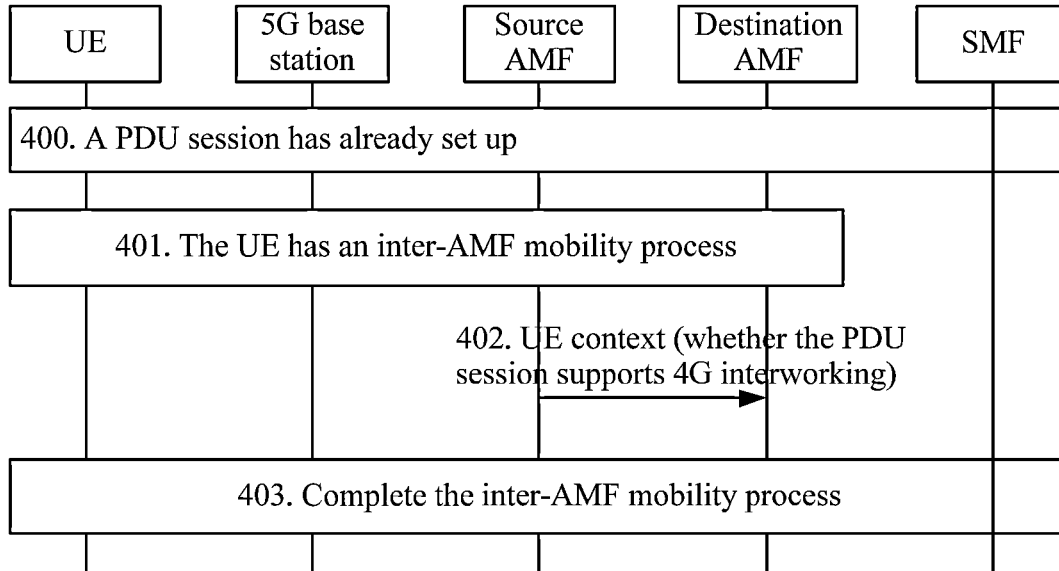 UE
5G base
station
Source
AMF
Destination
AMF
SMF
400. A PDU session has already set up
401. The UE has an inter-AMF mobility process
402. UE context (whether the PDU
session supports 4G interworking)
403. Complete the inter-AMF mobility process